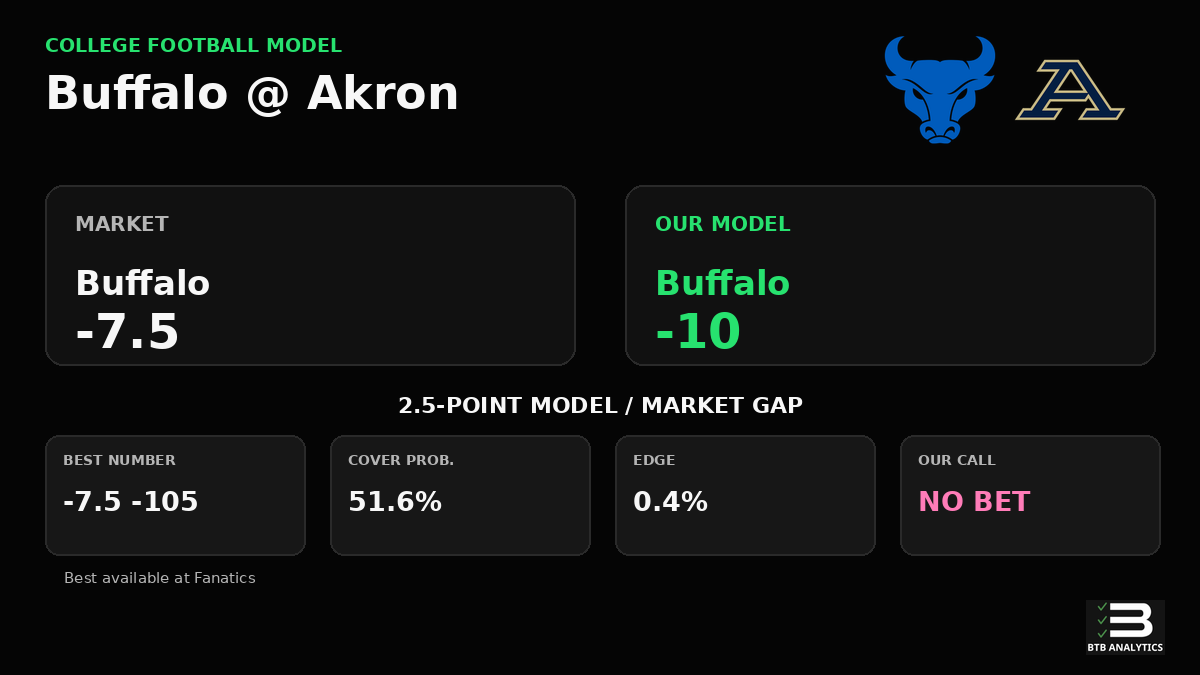 COLLEGE FOOTBALL MODEL
Buffalo @ Akron
A
MARKET
Buffalo
-7.5
OUR MODEL
Buffalo
-10
2.5-POINT MODEL / MARKET GAP
BEST NUMBER
-7.5 -105
COVER PROB.
51.6%
EDGE
0.4%
OUR CALL
NO BET
Best available at Fanatics
B
BTB ANALYTICS